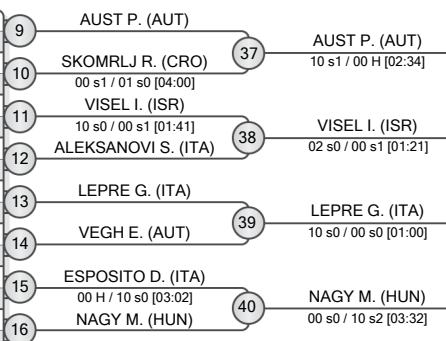 9
AUST P. (AUT)
37
AUST P. (AUT)
10 s1 / 00 H [02:34]
10
SKOMRLJ R. (CRO)
00 s1 / 01 s0 [04:00]
11
VISEL I. (ISR)
10 s0 / 00 s1 [01:41]
38
VISEL I. (ISR)
02 s0 / 00 s1 [01:21]
12
ALEKSANOVI S. (ITA)
13
LEPRE G. (ITA)
39
LEPRE G. (ITA)
10 s0 / 00 s0 [01:00]
14
VEGH E. (AUT)
15
ESPOSITO D. (ITA)
00 H / 10 s0 [03:02]
40
NAGY M. (HUN)
00 s0 / 10 s2 [03:32]
16
NAGY M. (HUN)